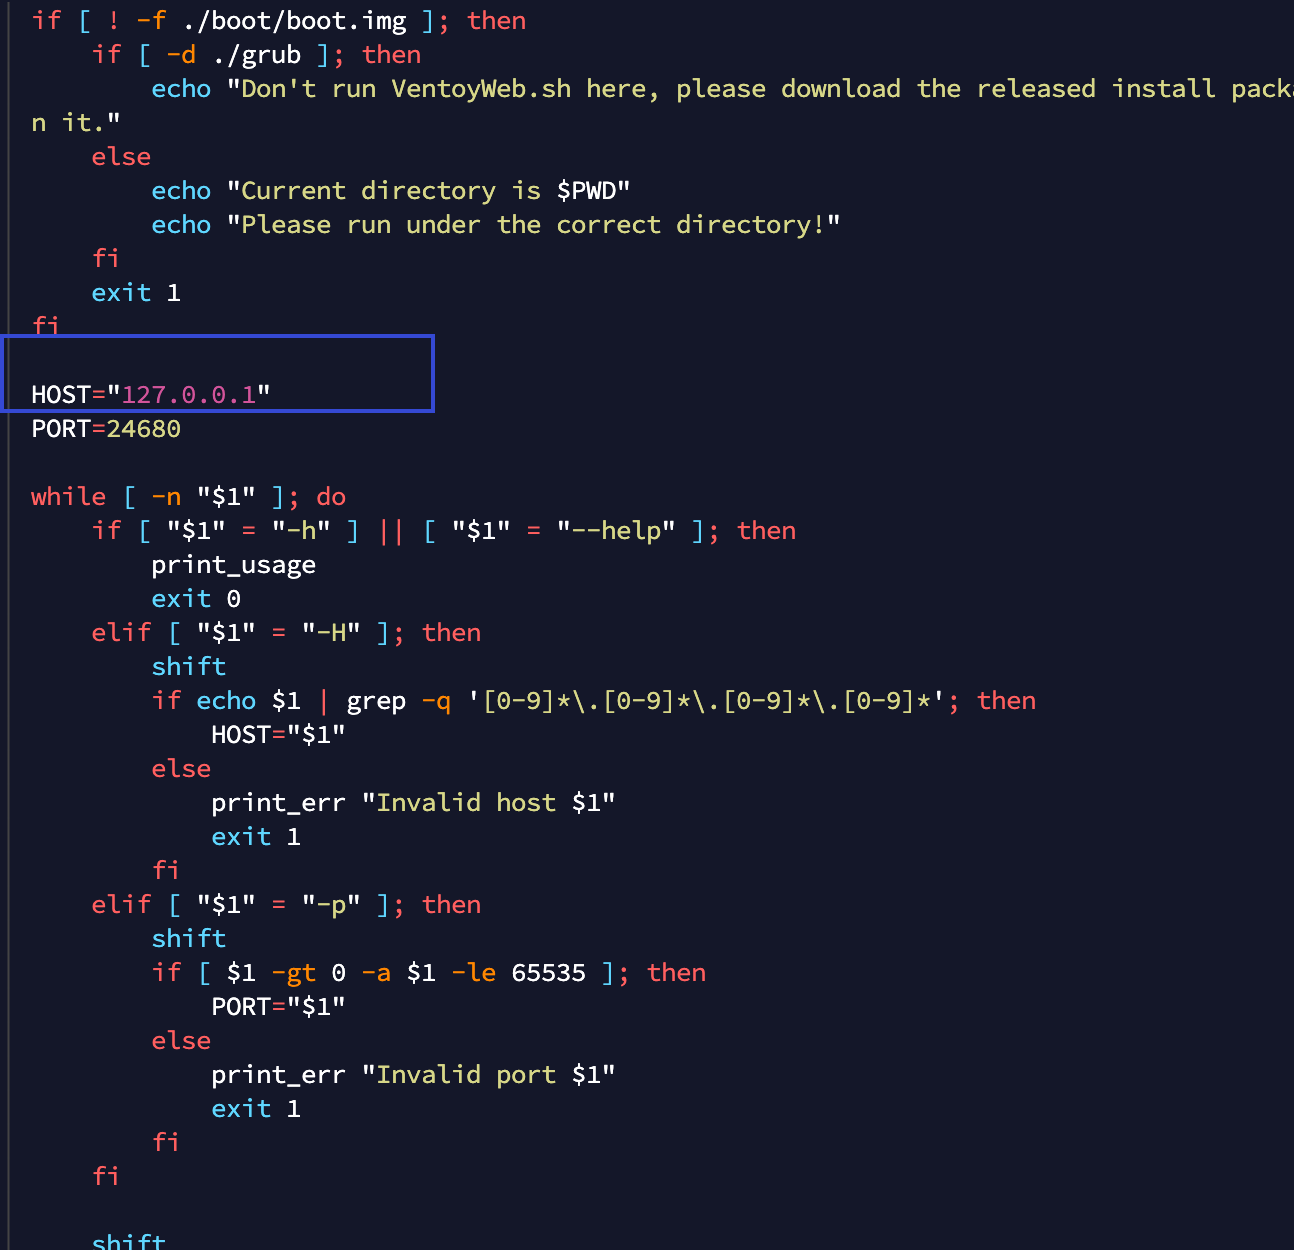 if [ ! -f ./boot/boot.img ]; then
    if [ -d ./grub ]; then
        echo "Don't run VentoyWeb.sh here, please download the released install
n it."
    else
        echo "Current directory is $PWD"
        echo "Please run under the correct directory!"
    fi
    exit 1
fi

HOST="127.0.0.1"
PORT=24680

while [ -n "$1" ]; do
    if [ "$1" = "-h" ] || [ "$1" = "--help" ]; then
        print_usage
        exit 0
    elif [ "$1" = "-H" ]; then
        shift
        if echo $1 | grep -q '[0-9]*\.[0-9]*\.[0-9]*\.[0-9]*'; then
            HOST="$1"
        else
            print_err "Invalid host $1"
            exit 1
        fi
    elif [ "$1" = "-p" ]; then
        shift
        if [ $1 -gt 0 -a $1 -le 65535 ]; then
            PORT="$1"
        else
            print_err "Invalid port $1"
            exit 1
        fi
    fi

    shift